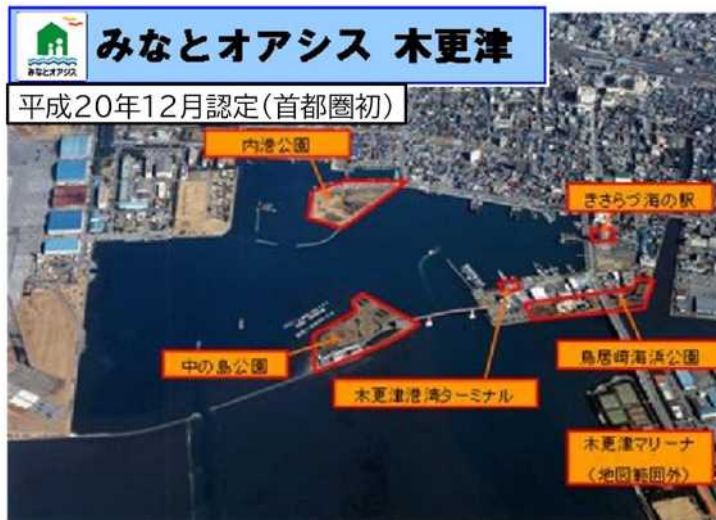 みなとオアシス 木更津
みなとオアシス
平成20年12月認定(首都圏初)
内港公園
きさらづ海の駅
中の島公園
木更津港湾ターミナル
鳥居崎海浜公園
木更津マリーナ
(地図範囲外)